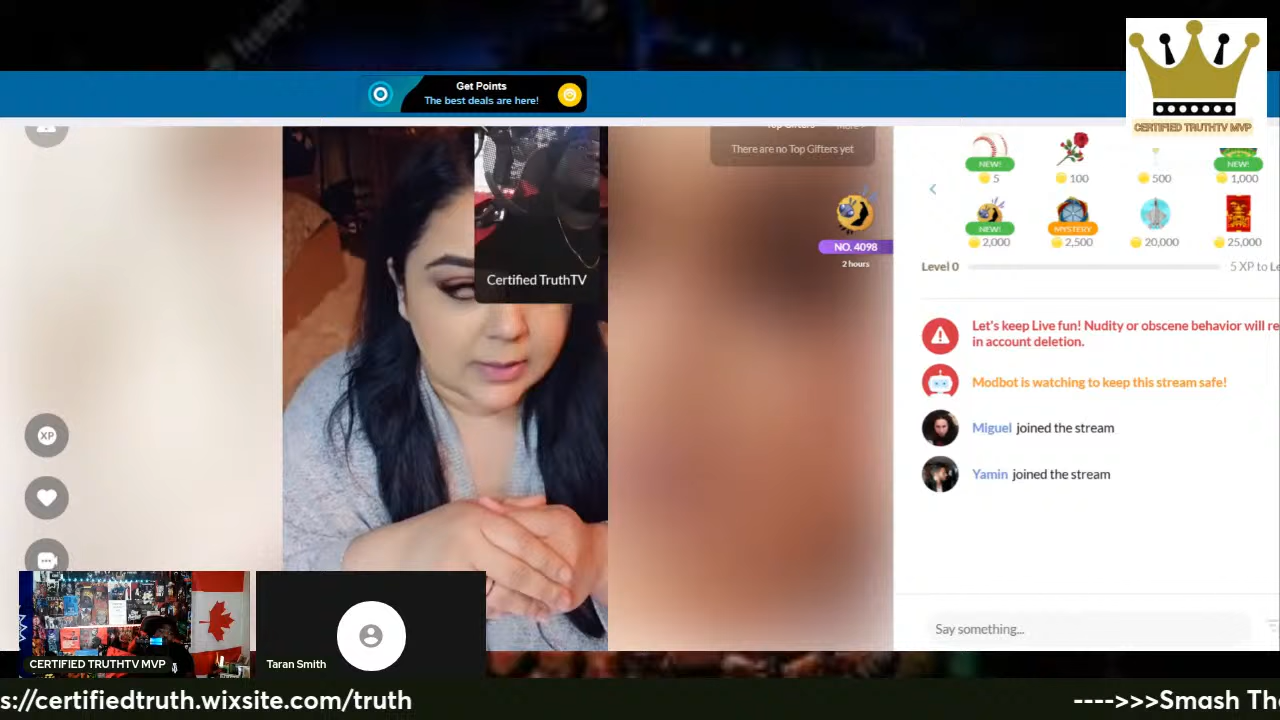 Get Points
The best deals are here!
CERTIFIED TRUTHTV MVP
Top Gifters
More
There are no Top Gifters yet
NEW!
5
100
500
NEW!
1,000
NEW!
2,000
MYSTERY
2,500
20,000
25,000
NO. 4098
2 hours
Level 0
5 XP to Le
Certified TruthTV
Let's keep Live fun! Nudity or obscene behavior will re
in account deletion.
Modbot is watching to keep this stream safe!
Miguel joined the stream
Yamin joined the stream
XP
Say something...
CERTIFIED TRUTHTV MVP
Taran Smith
s://certifiedtruth.wixsite.com/truth
---->>>Smash Th